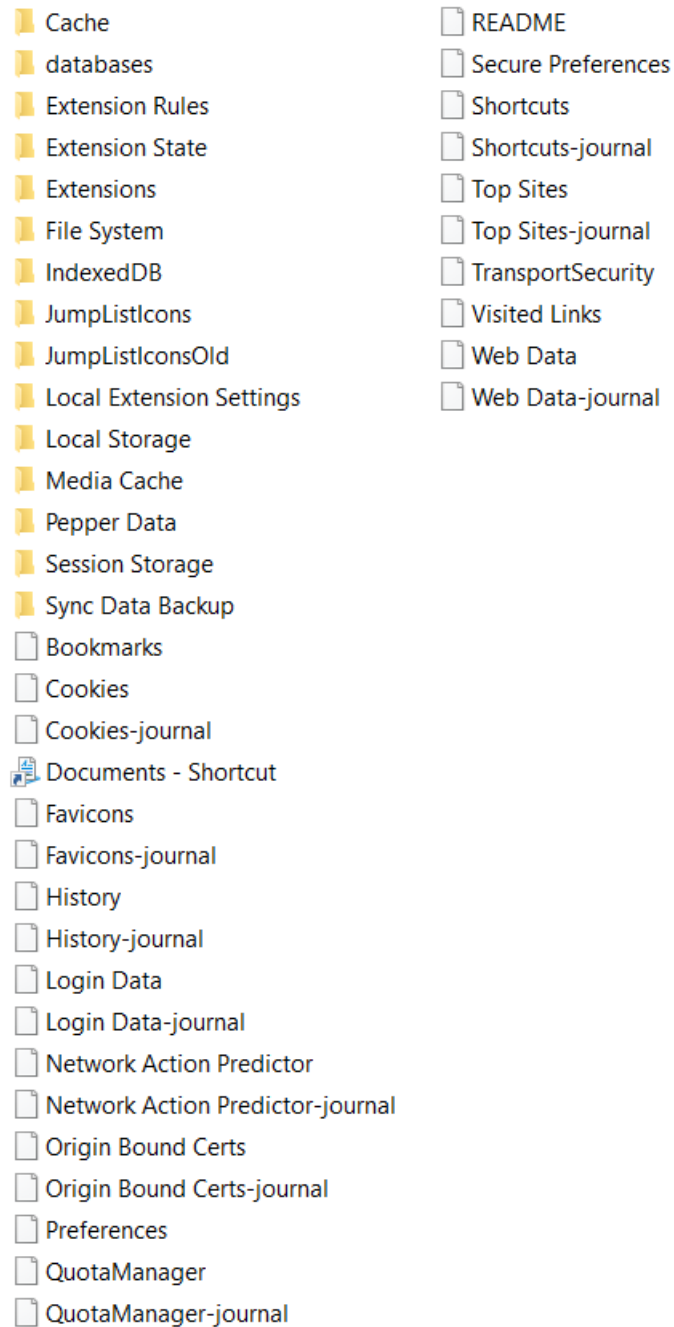 Cache
databases
Extension Rules
Extension State
Extensions
File System
IndexedDB
JumpListIcons
JumpListIconsOld
Local Extension Settings
Local Storage
Media Cache
Pepper Data
Session Storage
Sync Data Backup
Bookmarks
Cookies
Cookies-journal
Documents - Shortcut
Favicons
Favicons-journal
History
History-journal
Login Data
Login Data-journal
Network Action Predictor
Network Action Predictor-journal
Origin Bound Certs
Origin Bound Certs-journal
Preferences
QuotaManager
QuotaManager-journal
README
Secure Preferences
Shortcuts
Shortcuts-journal
Top Sites
Top Sites-journal
TransportSecurity
Visited Links
Web Data
Web Data-journal